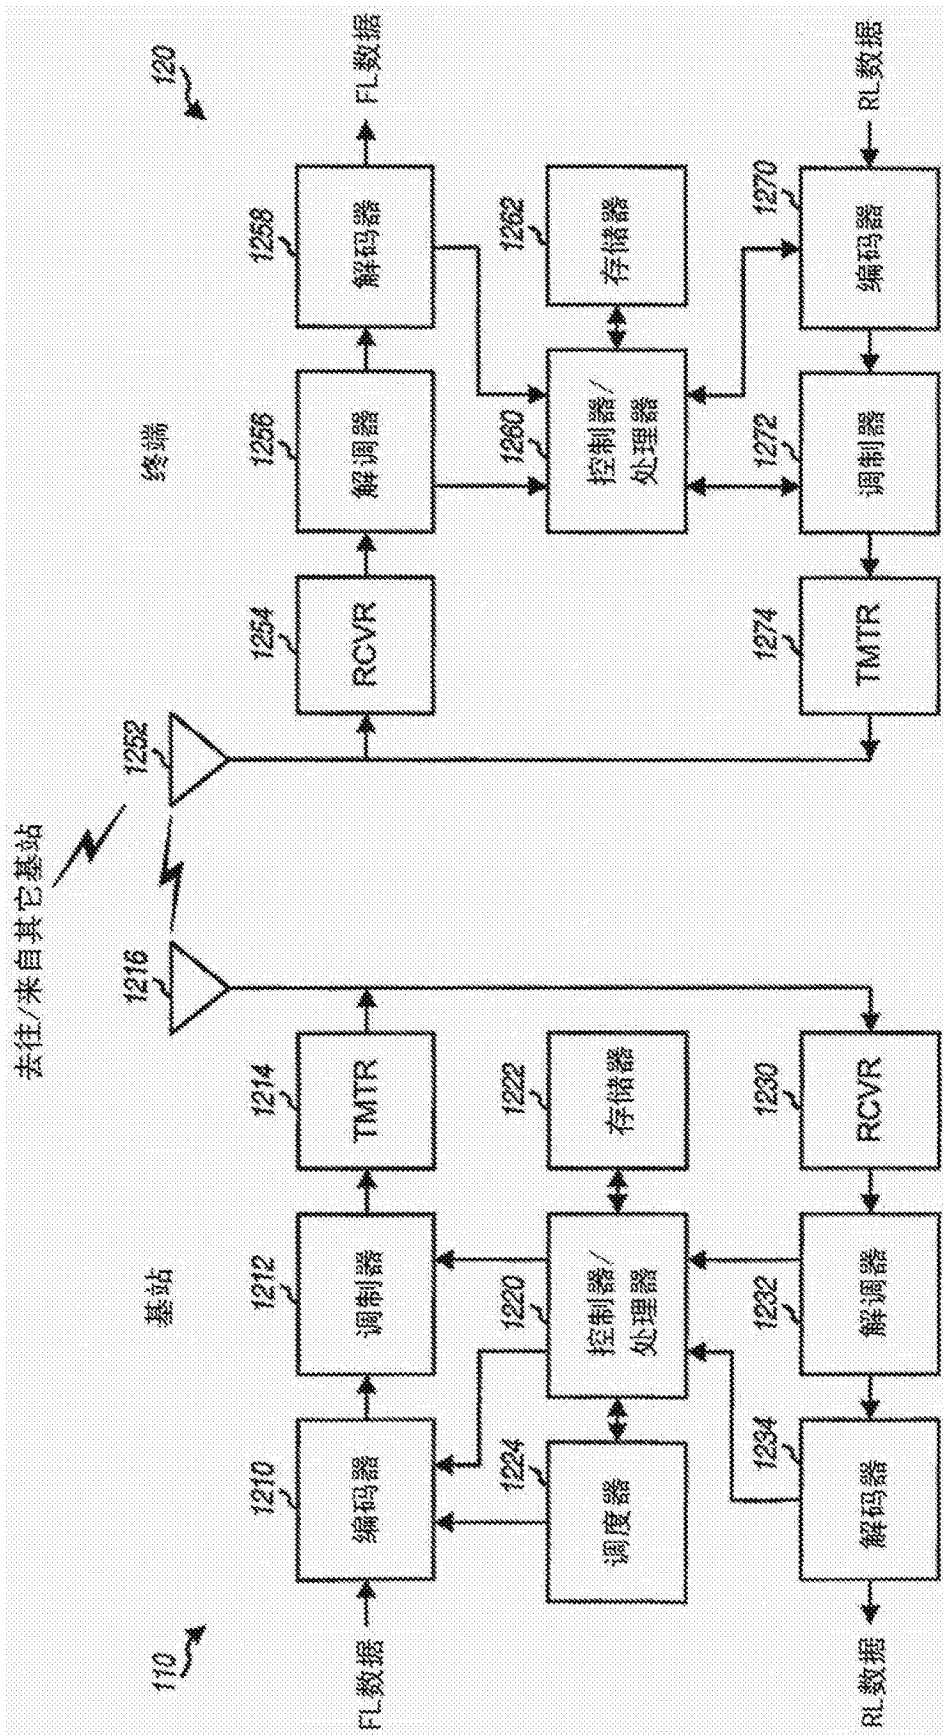 去往/来自其它基站
110
基站
1216
1252
终端
120
FL数据
1210
编码器
1212
调制器
1214
TMTR
1254
RCVR
1256
解调器
1258
解码器
FL数据
1224
调度器
1220
控制器/
处理器
1222
存储器
1260
控制器/
处理器
1262
存储器
RL数据
1234
解码器
1232
解调器
1230
RCVR
1274
TMTR
1272
调制器
1270
编码器
RL数据